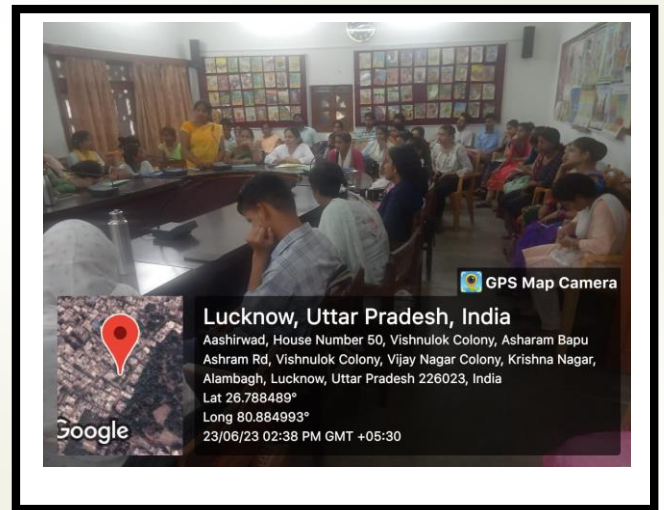 GPS Map Camera
Lucknow, Uttar Pradesh, India
Aashirwad, House Number 50, Vishnulok Colony, Asharam Bapu
Ashram Rd, Vishnulok Colony, Vijay Nagar Colony, Krishna Nagar,
Alambagh, Lucknow, Uttar Pradesh 226023, India
Lat 26.788489°
Long 80.884993°
23/06/23 02:38 PM GMT +05:30
Google